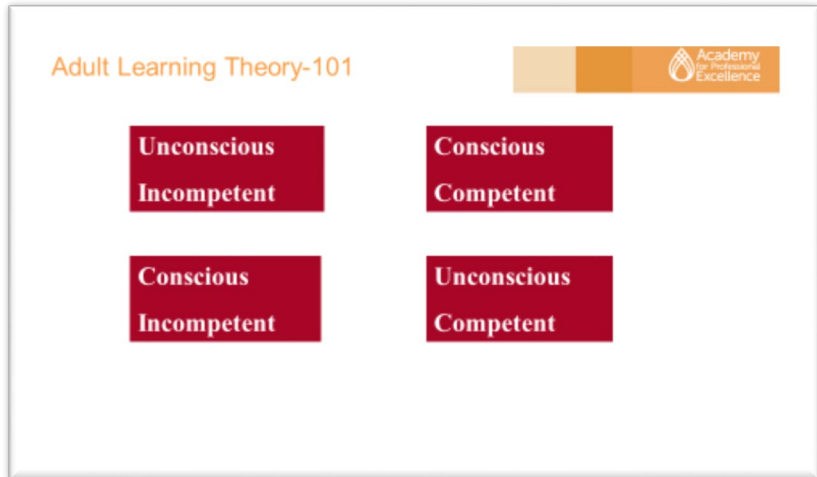 Adult Learning Theory-101
Academy
for Professional
Excellence
Unconscious
Incompetent
Conscious
Competent
Conscious
Incompetent
Unconscious
Competent